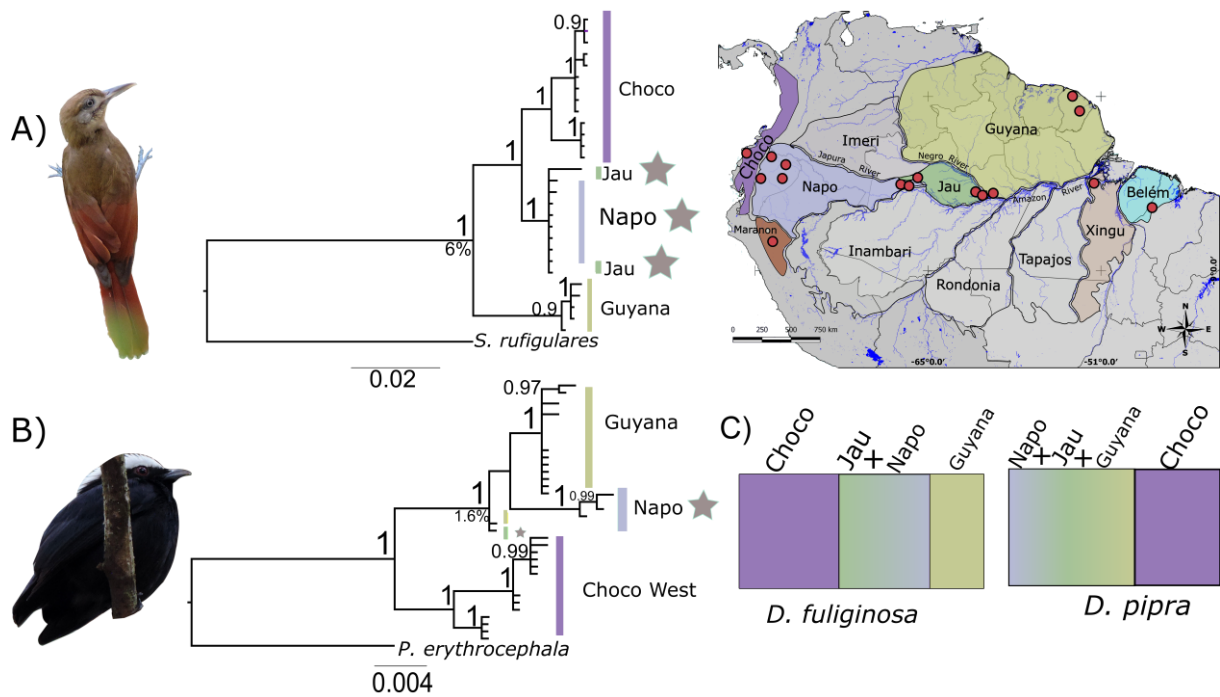 A)
0.9
1
1
1
1
1
6%
1
0.9
Choco
Jau
Napo
Jau
Guyana
S. rufigulares
0.02
Choco
Imeri
Guyana
Japura
River
Negro River
Napo
Jau
Amazon River
Belém
Maranon
Inambari
Xingu
Tapajos
Rondonia
0 250 500 750 km
-65°0.0'
-51°0.0'
0°0.0'
N
W E
S
B)
0.97
1
1
1.6%
1
0.99
1
0.99
1
1
1
Guyana
Napo
Choco West
P. erythrocephala
0.004
C)
Choco
Jau
+
Napo
Guyana
D. fuliginosa
Napo
+
Jau
+
Guyana
Choco
D. pipra